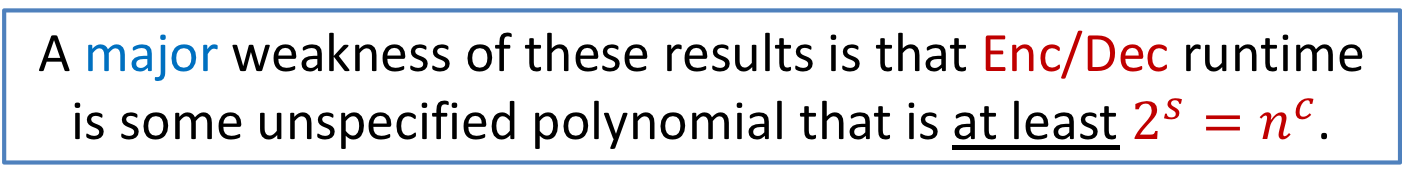 A major weakness of these results is that Enc/Dec runtime
is some unspecified polynomial that is at least 2^s = n^c.